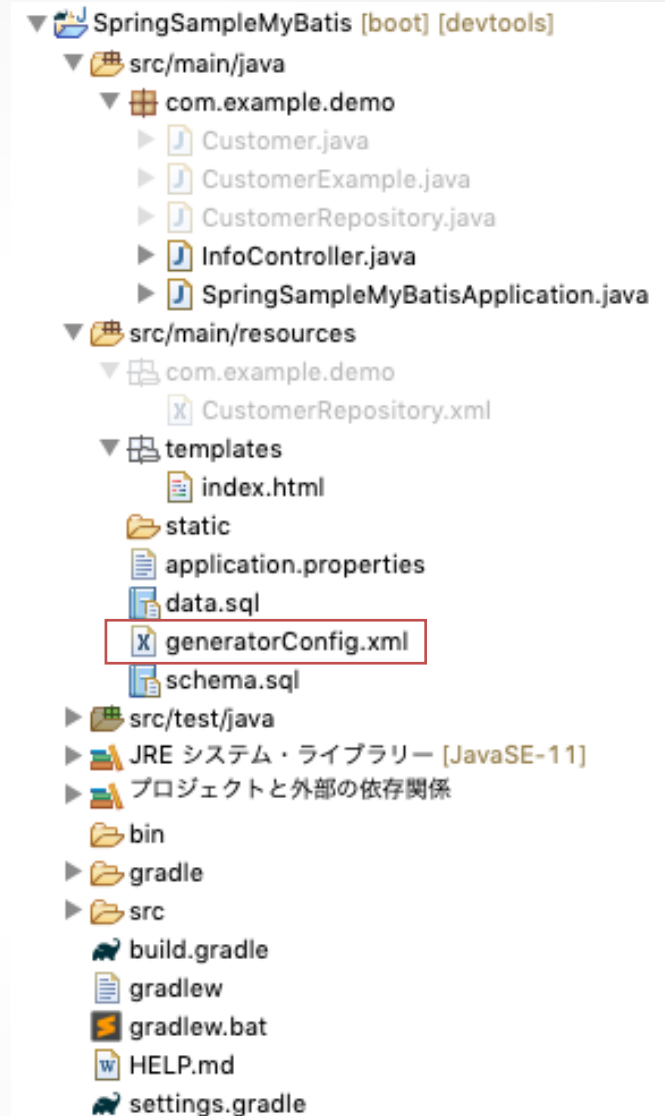 SpringSampleMyBatis [boot] [devtools]
src/main/java
com.example.demo
Customer.java
CustomerExample.java
CustomerRepository.java
InfoController.java
SpringSampleMyBatisApplication.java
src/main/resources
com.example.demo
CustomerRepository.xml
templates
index.html
static
application.properties
data.sql
generatorConfig.xml
schema.sql
src/test/java
JRE システム・ライブラリー [JavaSE-11]
プロジェクトと外部の依存関係
bin
gradle
src
build.gradle
gradlew
gradlew.bat
HELP.md
settings.gradle